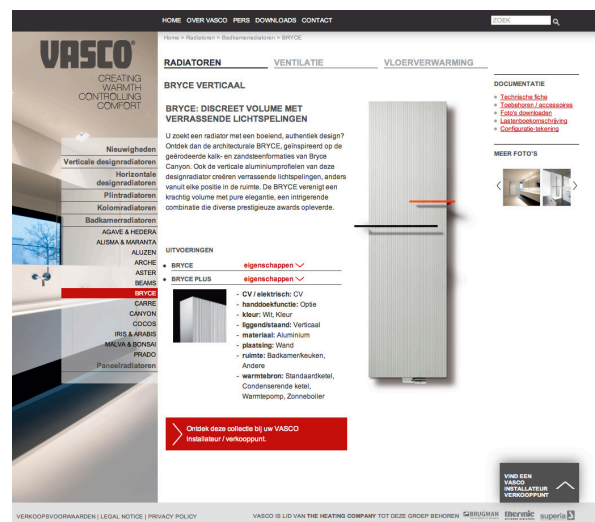 HOME OVER VASCO PERS DOWNLOADS CONTACT
ZOEK
Home > Radiatoren > Badkamerradiatoren > BRYCE
VASCO
CREATING
WARMTH
CONTROLLING
COMFORT
RADIATOREN
VENTILATIE
VLOERVERWARMING
Nieuwigheden
Verticale designradiatoren
Horizontale
designradiatoren
Plintradiatoren
Kolomradiatoren
Badkamerradiatoren
AGAVE & HEDERA
ALISMA & MARANTA
ALUZEN
ARCHE
ASTER
BEAMS
BRYCE
CARRE
CANYON
COCOS
IRIS & ARABIS
MALVA & BONSAI
PRADO
Paneelradiatoren
BRYCE VERTICAAL
BRYCE: DISCREET VOLUME MET
VERRASSENDE LICHTSPELINGEN
U zoekt een radiator met een boeiend, authentiek design?
Ontdek dan de architecturale BRYCE, geïnspireerd op de
geërodeerde kalk- en zandsteenformaties van Bryce
Canyon. Ook de verticale aluminiumprofielen van deze
designradiator creëren verrassende lichtspelingen, anders
vanuit elke positie in de ruimte. De BRYCE verenigt een
krachtig volume met pure elegantie, een intrigerende
combinatie die diverse prestigieuze awards opleverde.
UITVOERINGEN
BRYCE eigenschappen
BRYCE PLUS eigenschappen
- CV / elektrisch: CV
- handdoekfunctie: Optie
- kleur: Wit, Kleur
- liggend/staand: Verticaal
- materiaal: Aluminium
- plaatsing: Wand
- ruimte: Badkamer/keuken,
Andere
- warmtebron: Standaardketel,
Condenserende ketel,
Warmtepomp, Zonneboiler
Ontdek deze collectie bij uw VASCO
installateur / verkooppunt.
DOCUMENTATIE
Technische fiche
Toebehoren / accessoires
Foto's downloaden
Lastenboekomschrijving
Configuratie-tekening
MEER FOTO'S
VIND EEN
VASCO
INSTALLATEUR
VERKOOPPUNT
VERKOOPSVOORWAARDEN | LEGAL NOTICE | PRIVACY POLICY
VASCO IS LID VAN THE HEATING COMPANY TOT DEZE GROEP BEHOREN BRUGMAN thermic superia